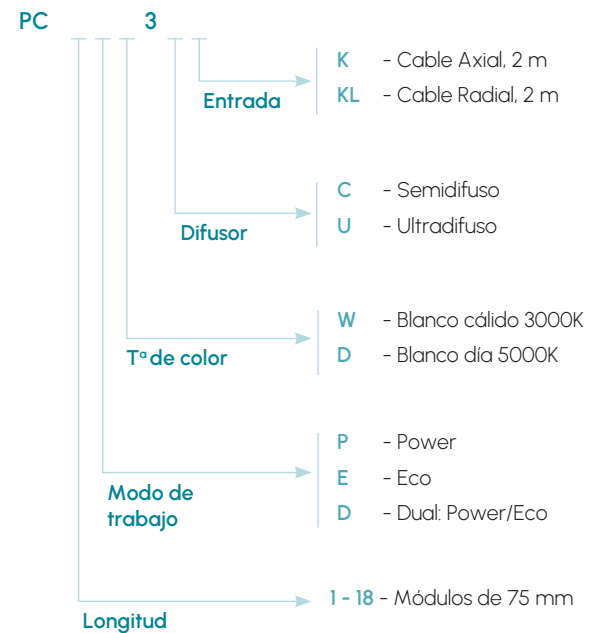 PC 3
K - Cable Axial, 2 m
KL - Cable Radial, 2 m
Entrada
C - Semidifuso
U - Ultradifuso
Difusor
W - Blanco cálido 3000K
D - Blanco día 5000K
Tª de color
P - Power
E - Eco
D - Dual: Power/Eco
Modo de
trabajo
1 - 18 - Módulos de 75 mm
Longitud